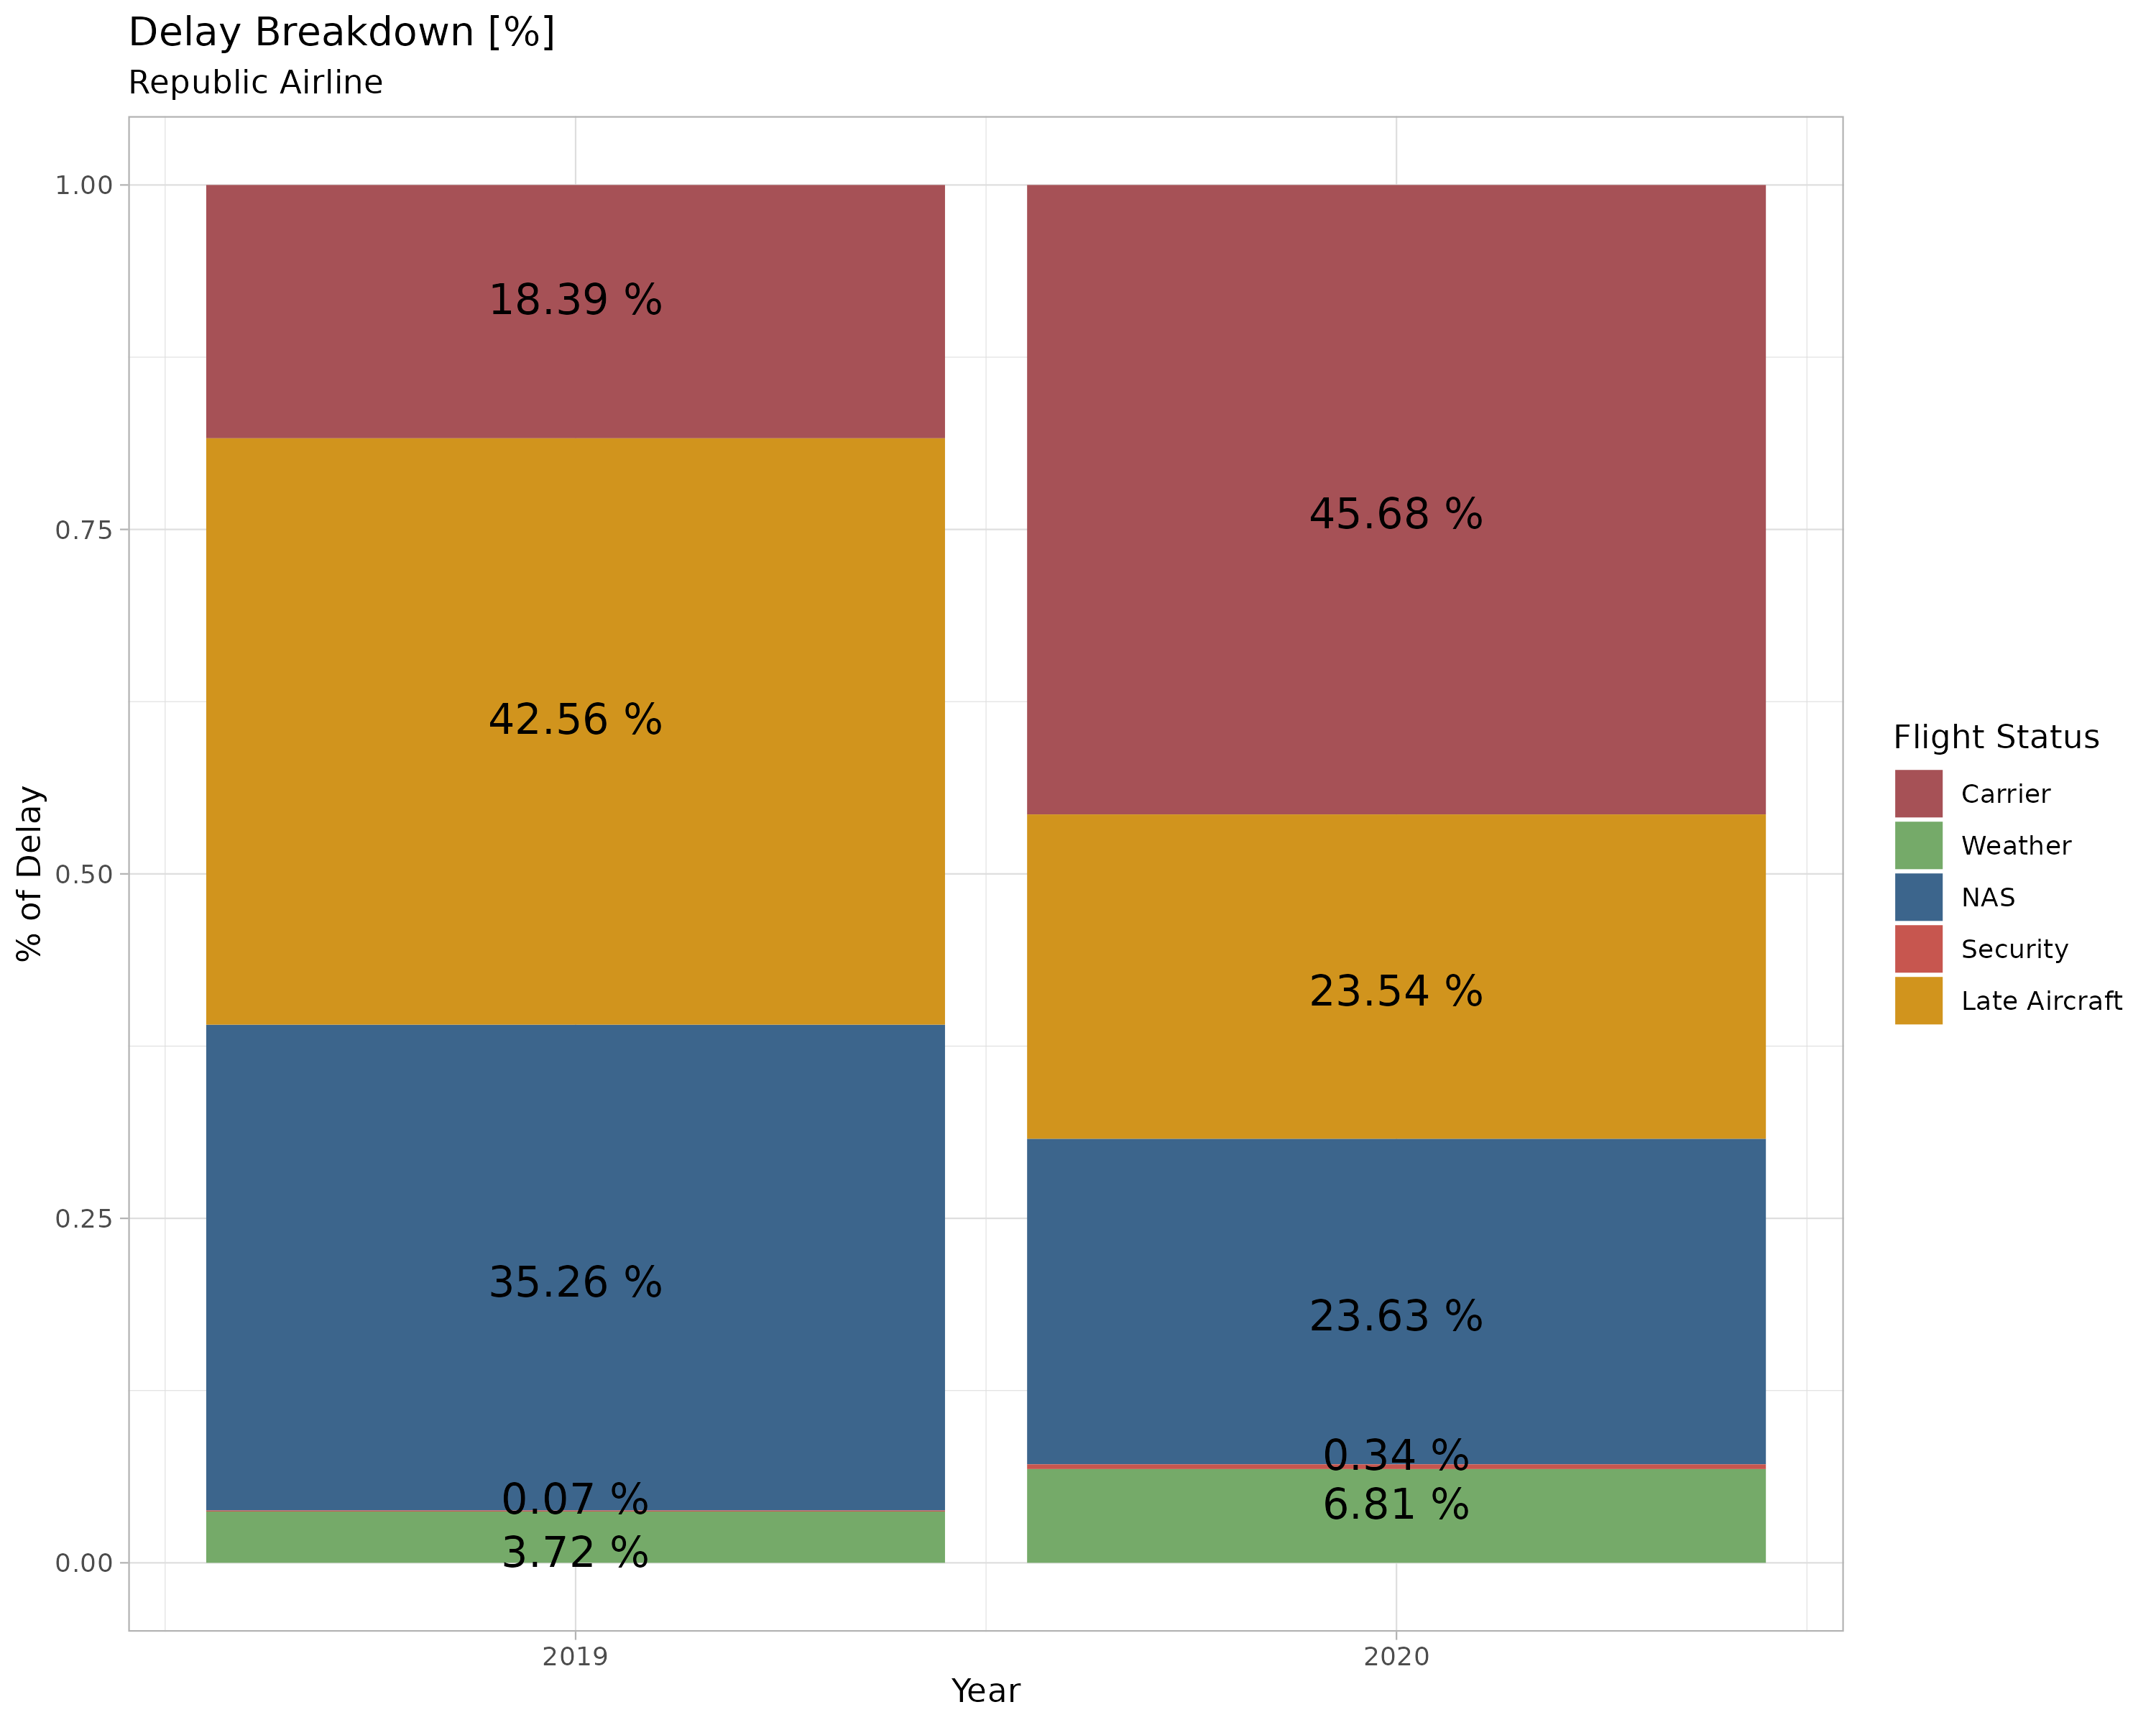 Delay Breakdown [%]
Republic Airline
% of Delay
1.00
0.75
0.50
0.25
0.00
18.39 %
42.56 %
35.26 %
0.07 %
3.72 %
45.68 %
23.54 %
23.63 %
0.34 %
6.81 %
2019
2020
Year
Flight Status
Carrier
Weather
NAS
Security
Late Aircraft